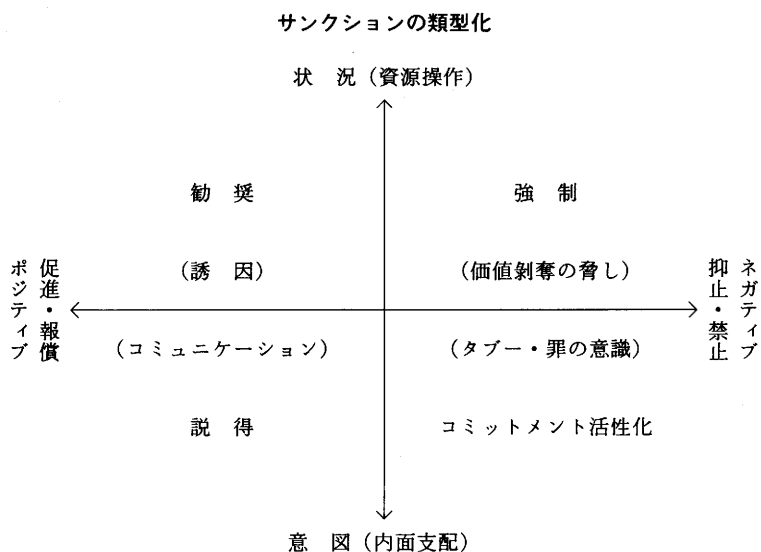 サンクションの類型化
状　況（資源操作）
勧　奨
強　制
（誘　因）
（価値剝奪の脅し）
ポジティブ
促進・報償
抑止・禁止
ネガティブ
（コミュニケーション）
（タブー・罪の意識）
説　得
コミットメント活性化
意　図（内面支配）